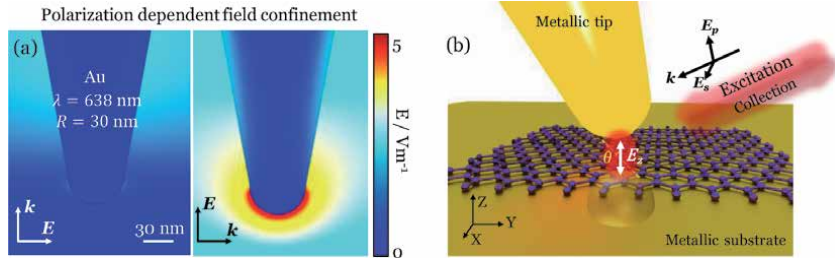 Polarization dependent field confinement
(a)
Au
λ = 638 nm
R = 30 nm
k
E
30 nm
E
k
5
E / Vm⁻¹
0
(b)
Metallic tip
E_p
k
E_s
Excitation
Collection
θ
E_z
Z
Y
X
Metallic substrate